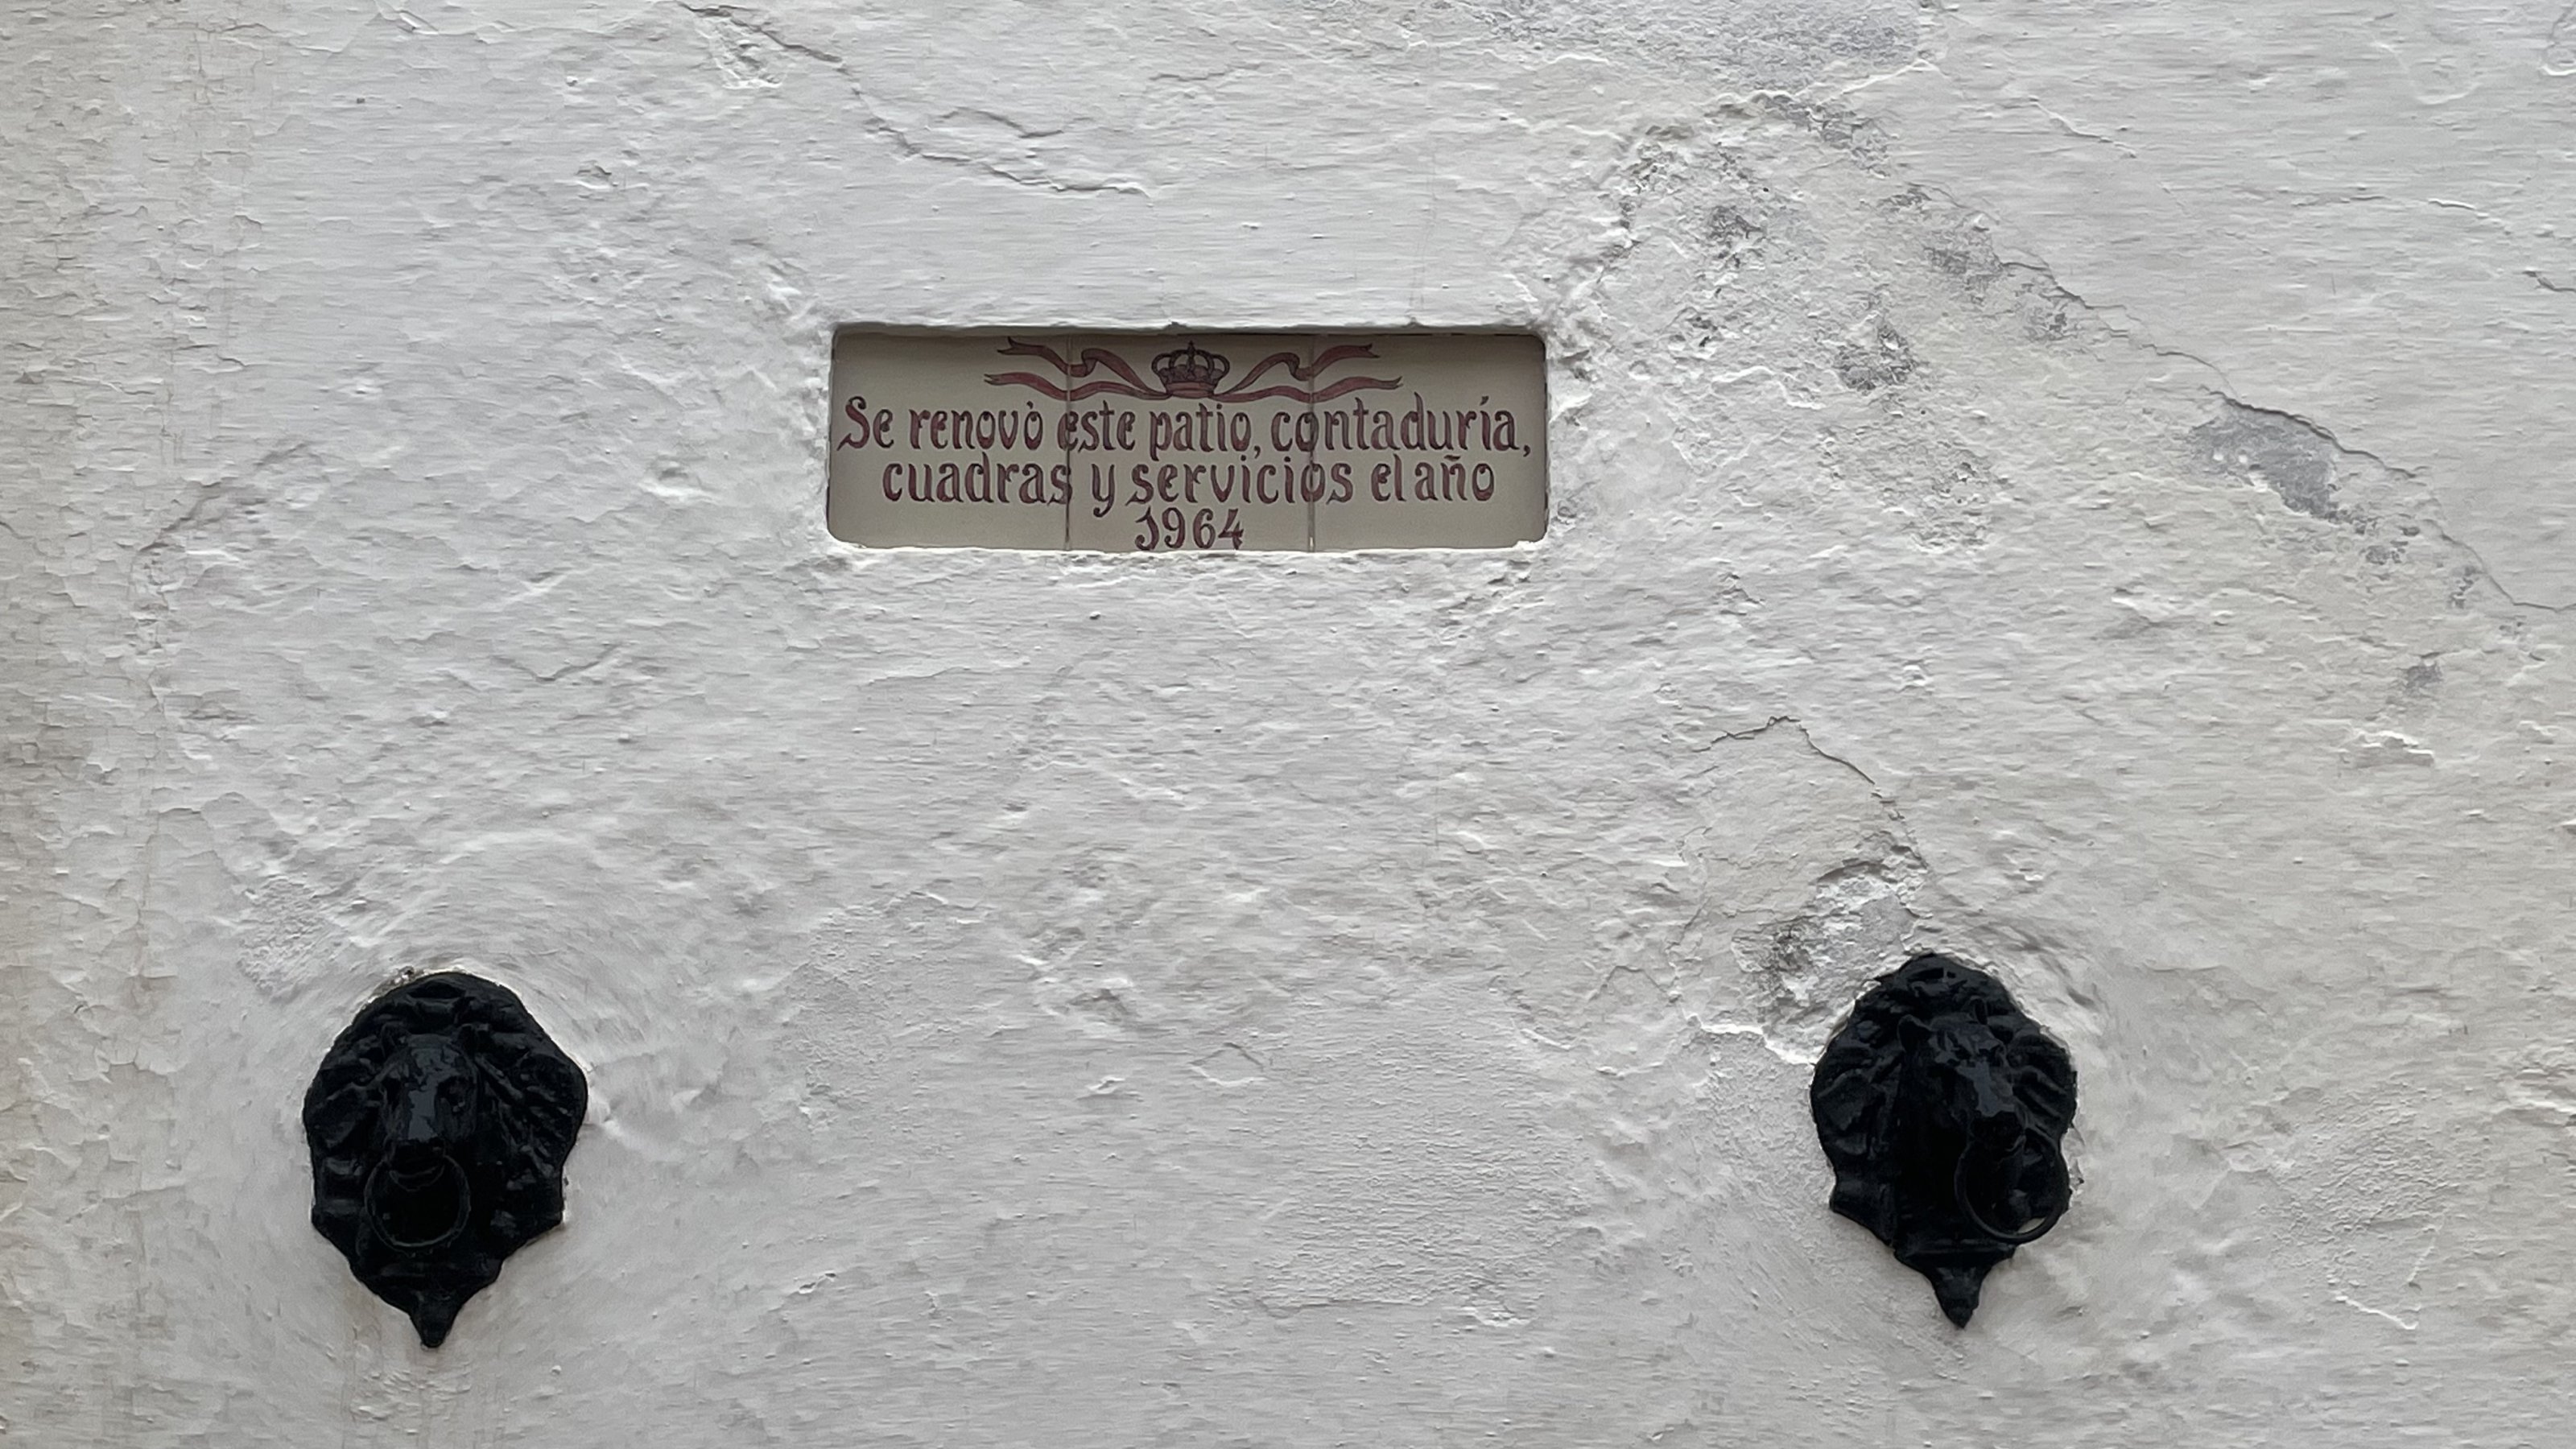 Se renovó este patio, contaduría,
cuadras y servicios el año
1964